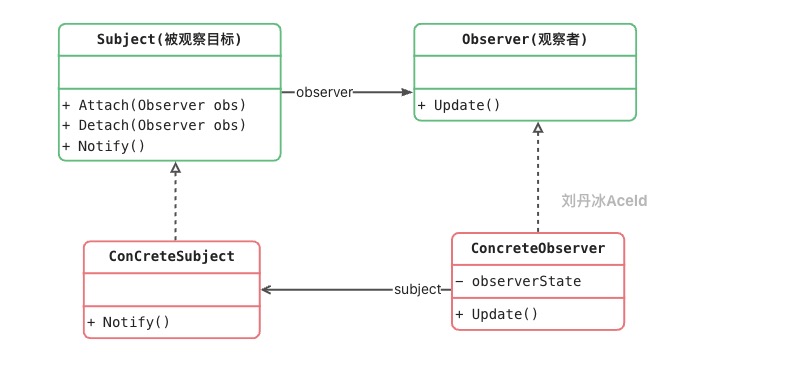 Subject(被观察目标)
Observer(观察者)
observer
+ Attach(Observer obs)
+ Detach(Observer obs)
+ Notify()
+ Update()
刘丹冰Aceld
ConCreteSubject
ConcreteObserver
- observerState
subject
+ Notify()
+ Update()